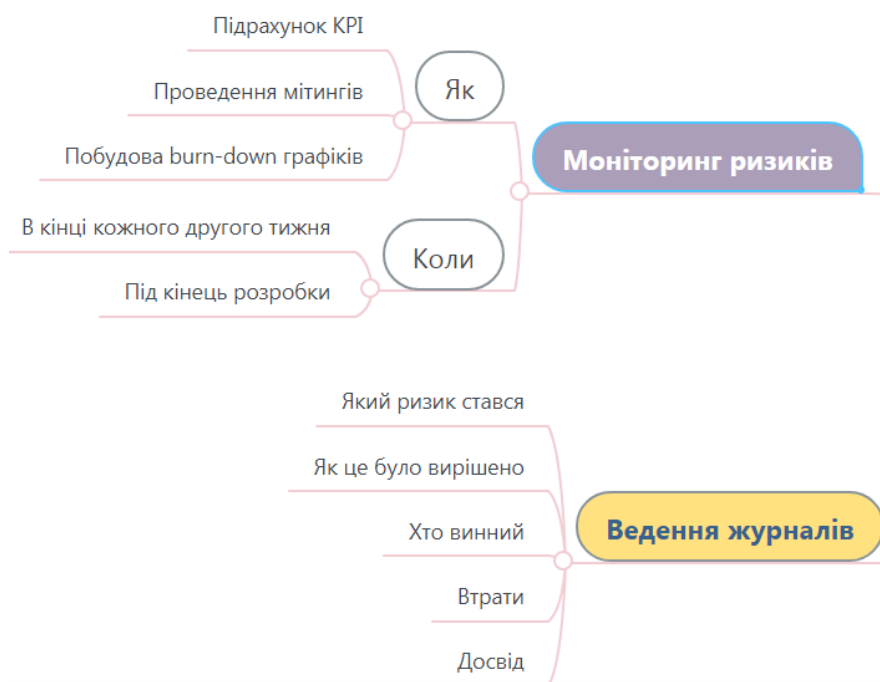 Підрахунок KPI
Проведення мітингів
Побудова burn-down графіків
Як
Моніторинг ризиків
В кінці кожного другого тижня
Під кінець розробки
Коли
Який ризик стався
Як це було вирішено
Хто винний
Втрати
Досвід
Ведення журналів